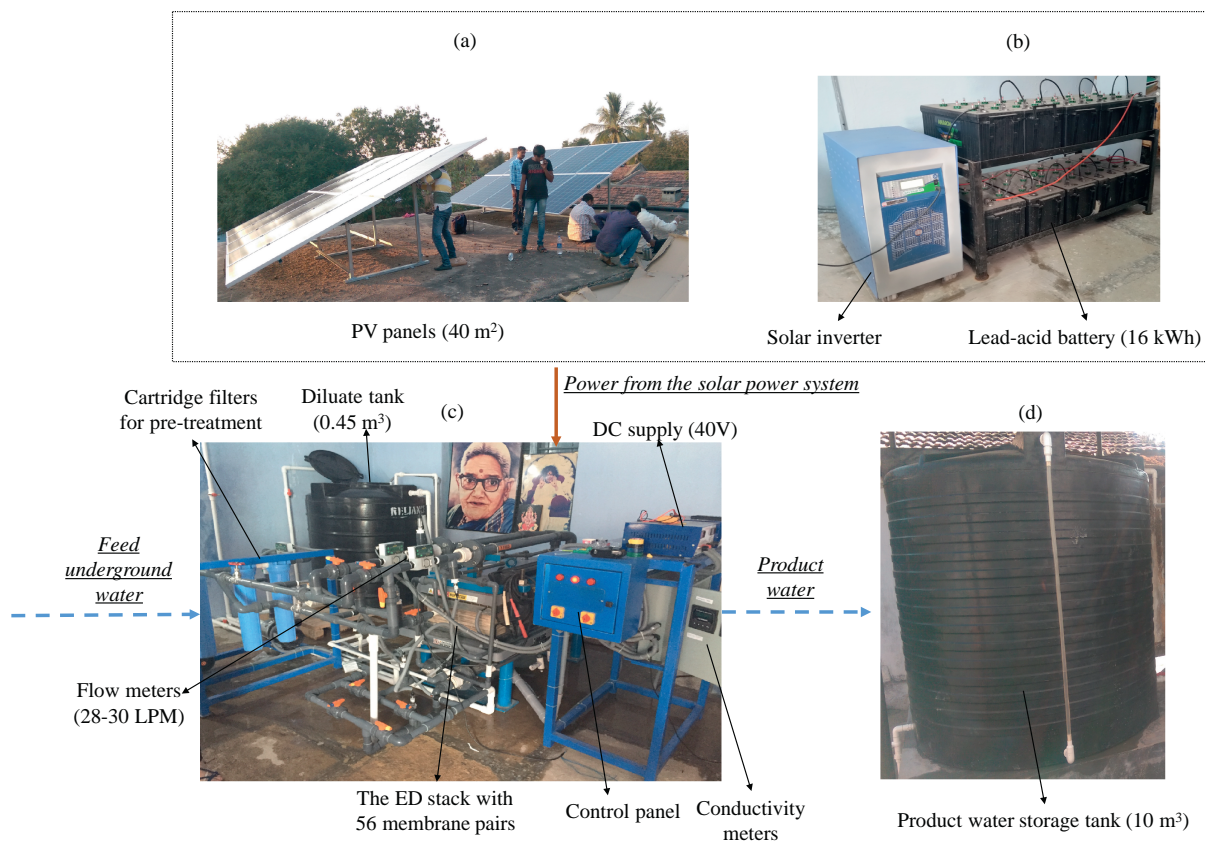 (a)
(b)
PV panels (40 m²)
Solar inverter
Lead-acid battery (16 kWh)
Power from the solar power system
Cartridge filters
for pre-treatment
Diluate tank
(0.45 m³)
(c)
DC supply (40V)
(d)
RELIANC
Feed
underground
water
Product
water
Flow meters
(28-30 LPM)
The ED stack with
56 membrane pairs
Control panel
Conductivity
meters
Product water storage tank (10 m³)